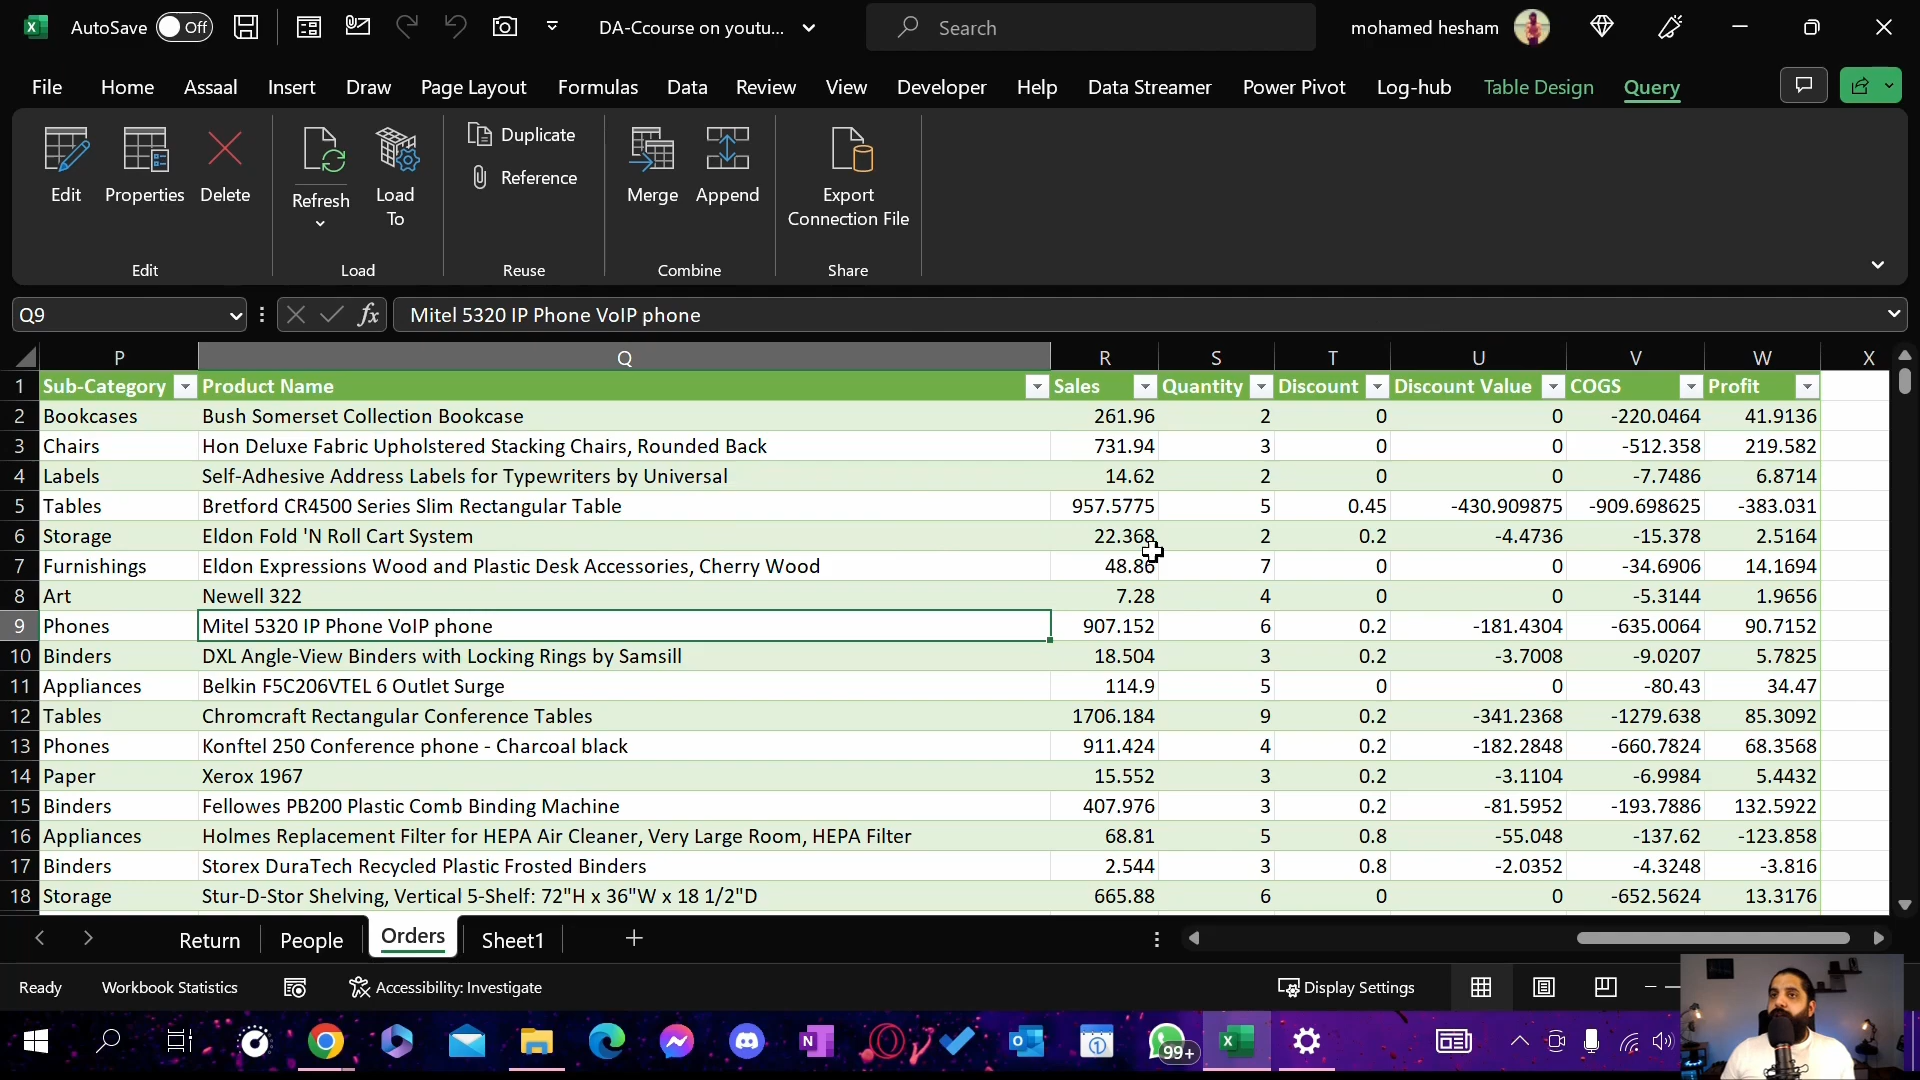 AutoSave Off DA-Ccourse on youtu... Search mohamed hesham
File Home Assaal Insert Draw Page Layout Formulas Data Review View Developer Help Data Streamer Power Pivot Log-hub Table Design Query
Edit Properties Delete Refresh Load To Duplicate Reference Merge Append Export Connection File
Edit Load Reuse Combine Share
Q9 fx Mitel 5320 IP Phone VoIP phone
P Q R S T U V W X
1 Sub-Category Product Name Sales Quantity Discount Discount Value COGS Profit
2 Bookcases Bush Somerset Collection Bookcase 261.96 2 0 0 -220.0464 41.9136
3 Chairs Hon Deluxe Fabric Upholstered Stacking Chairs, Rounded Back 731.94 3 0 0 -512.358 219.582
4 Labels Self-Adhesive Address Labels for Typewriters by Universal 14.62 2 0 0 -7.7486 6.8714
5 Tables Bretford CR4500 Series Slim Rectangular Table 957.5775 5 0.45 -430.909875 -909.698625 -383.031
6 Storage Eldon Fold 'N Roll Cart System 22.368 2 0.2 -4.4736 -15.378 2.5164
7 Furnishings Eldon Expressions Wood and Plastic Desk Accessories, Cherry Wood 48.86 7 0 0 -34.6906 14.1694
8 Art Newell 322 7.28 4 0 0 -5.3144 1.9656
9 Phones Mitel 5320 IP Phone VoIP phone 907.152 6 0.2 -181.4304 -635.0064 90.7152
10 Binders DXL Angle-View Binders with Locking Rings by Samsill 18.504 3 0.2 -3.7008 -9.0207 5.7825
11 Appliances Belkin F5C206VTEL 6 Outlet Surge 114.9 5 0 0 -80.43 34.47
12 Tables Chromcraft Rectangular Conference Tables 1706.184 9 0.2 -341.2368 -1279.638 85.3092
13 Phones Konftel 250 Conference phone - Charcoal black 911.424 4 0.2 -182.2848 -660.7824 68.3568
14 Paper Xerox 1967 15.552 3 0.2 -3.1104 -6.9984 5.4432
15 Binders Fellowes PB200 Plastic Comb Binding Machine 407.976 3 0.2 -81.5952 -193.7886 132.5922
16 Appliances Holmes Replacement Filter for HEPA Air Cleaner, Very Large Room, HEPA Filter 68.81 5 0.8 -55.048 -137.62 -123.858
17 Binders Storex DuraTech Recycled Plastic Frosted Binders 2.544 3 0.8 -2.0352 -4.3248 -3.816
18 Storage Stur-D-Stor Shelving, Vertical 5-Shelf: 72"H x 36"W x 18 1/2"D 665.88 6 0 0 -652.5624 13.3176
Return People Orders Sheet1
Ready Workbook Statistics Accessibility: Investigate Display Settings
99+